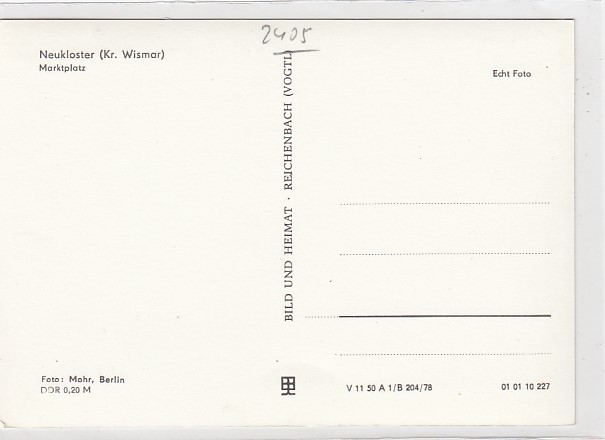 2405
Neukloster (Kr. Wismar)
Marktplatz
Echt Foto
BILD UND HEIMAT · REICHENBACH (VOGTL)
Foto: Mohr, Berlin
DDR 0,20 M
V 11 50 A 1/B 204/78
01 01 10 227